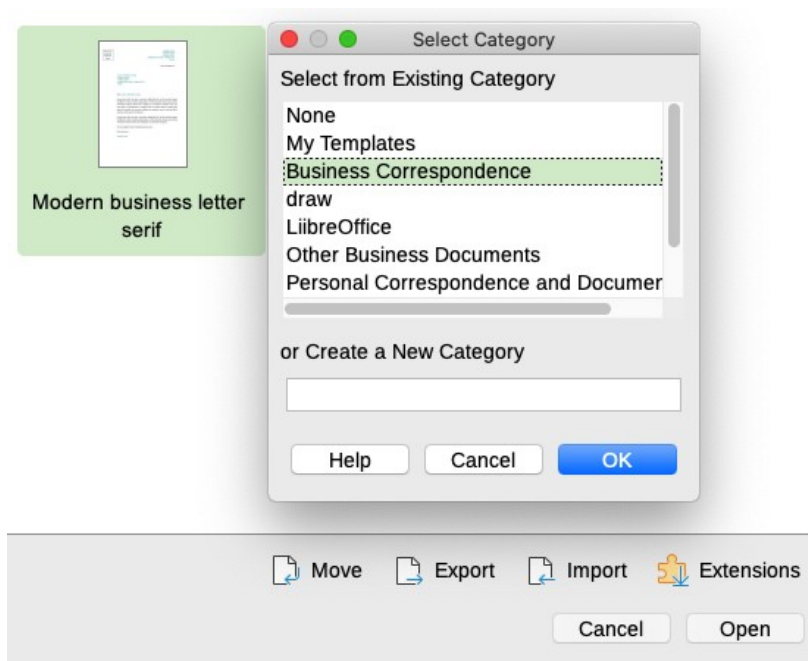 Select Category
Select from Existing Category
None
My Templates
Business Correspondence
draw
LiibreOffice
Other Business Documents
Personal Correspondence and Documer
or Create a New Category
Help Cancel OK
Modern business letter
serif
Move Export Import Extensions
Cancel Open